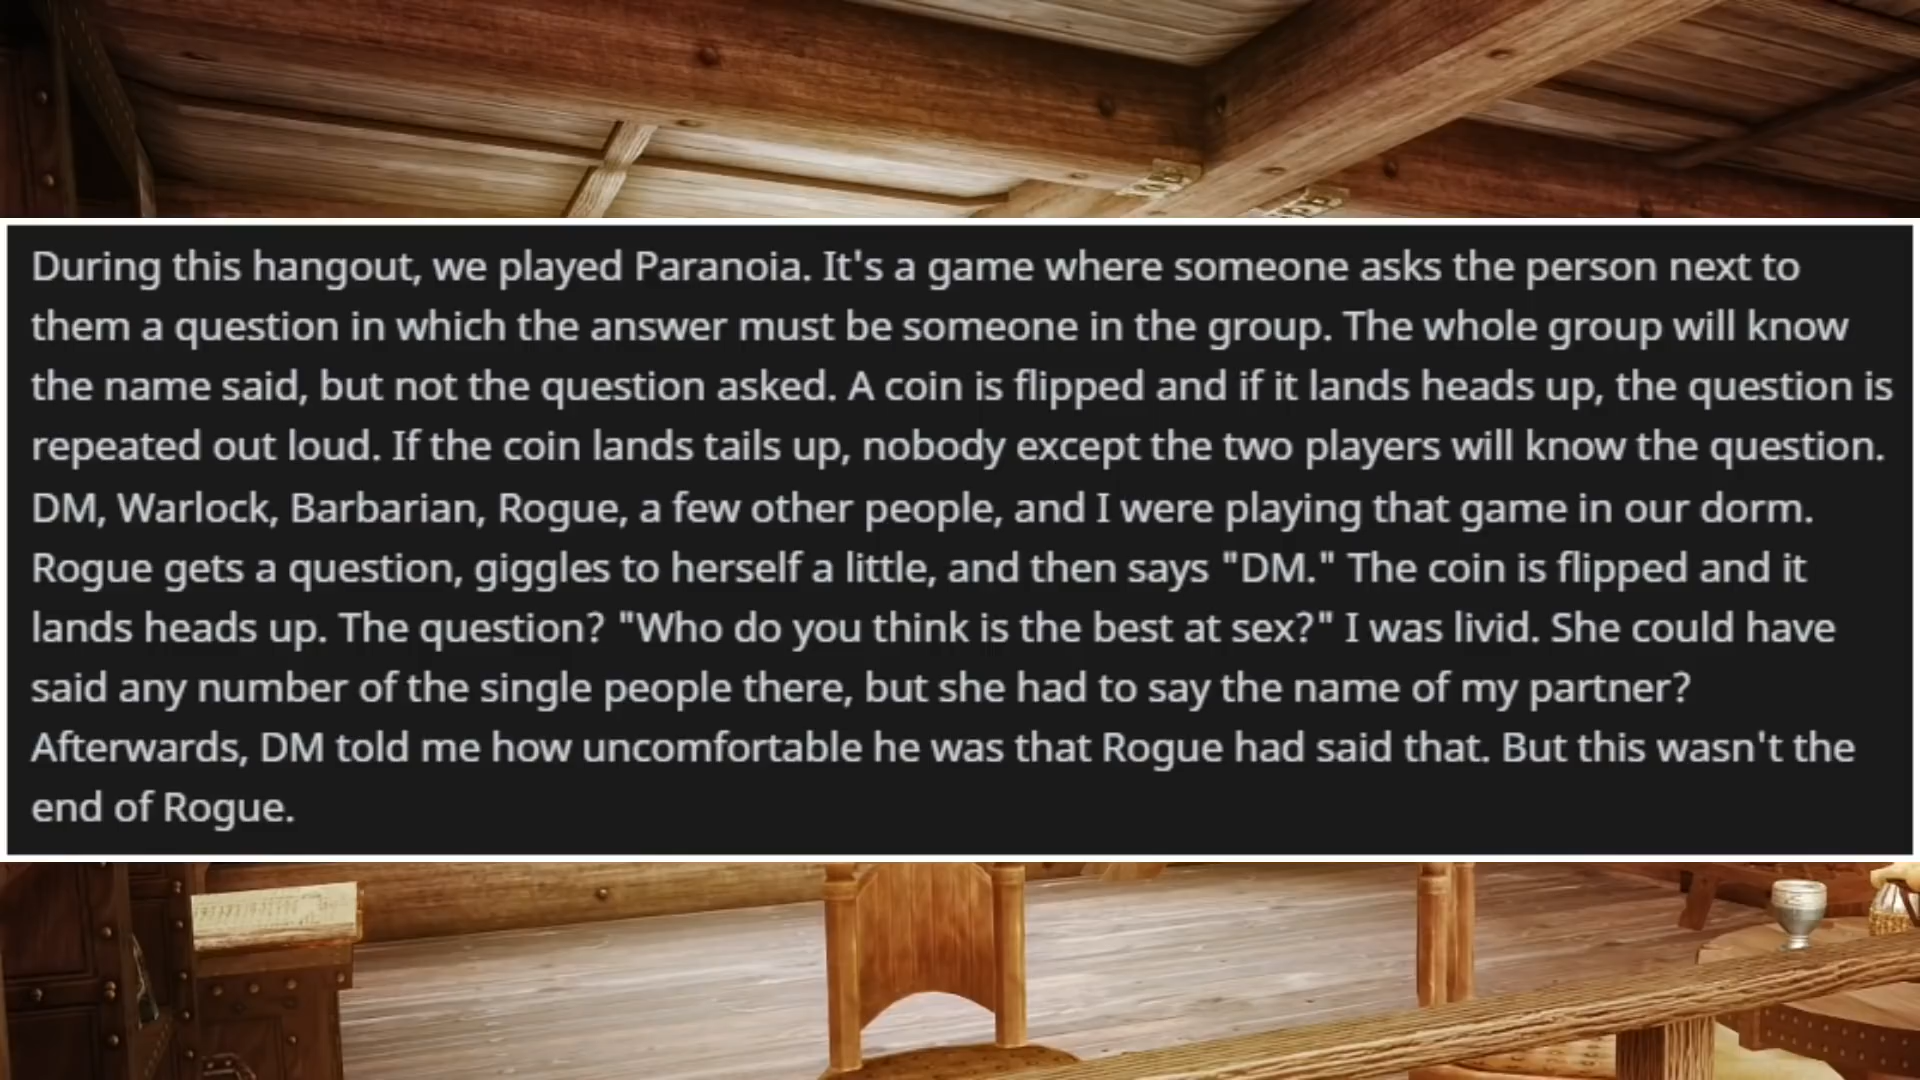 During this hangout, we played Paranoia. It's a game where someone asks the person next to
them a question in which the answer must be someone in the group. The whole group will know
the name said, but not the question asked. A coin is flipped and if it lands heads up, the question is
repeated out loud. If the coin lands tails up, nobody except the two players will know the question.
DM, Warlock, Barbarian, Rogue, a few other people, and I were playing that game in our dorm.
Rogue gets a question, giggles to herself a little, and then says "DM." The coin is flipped and it
lands heads up. The question? "Who do you think is the best at sex?" I was livid. She could have
said any number of the single people there, but she had to say the name of my partner?
Afterwards, DM told me how uncomfortable he was that Rogue had said that. But this wasn't the
end of Rogue.